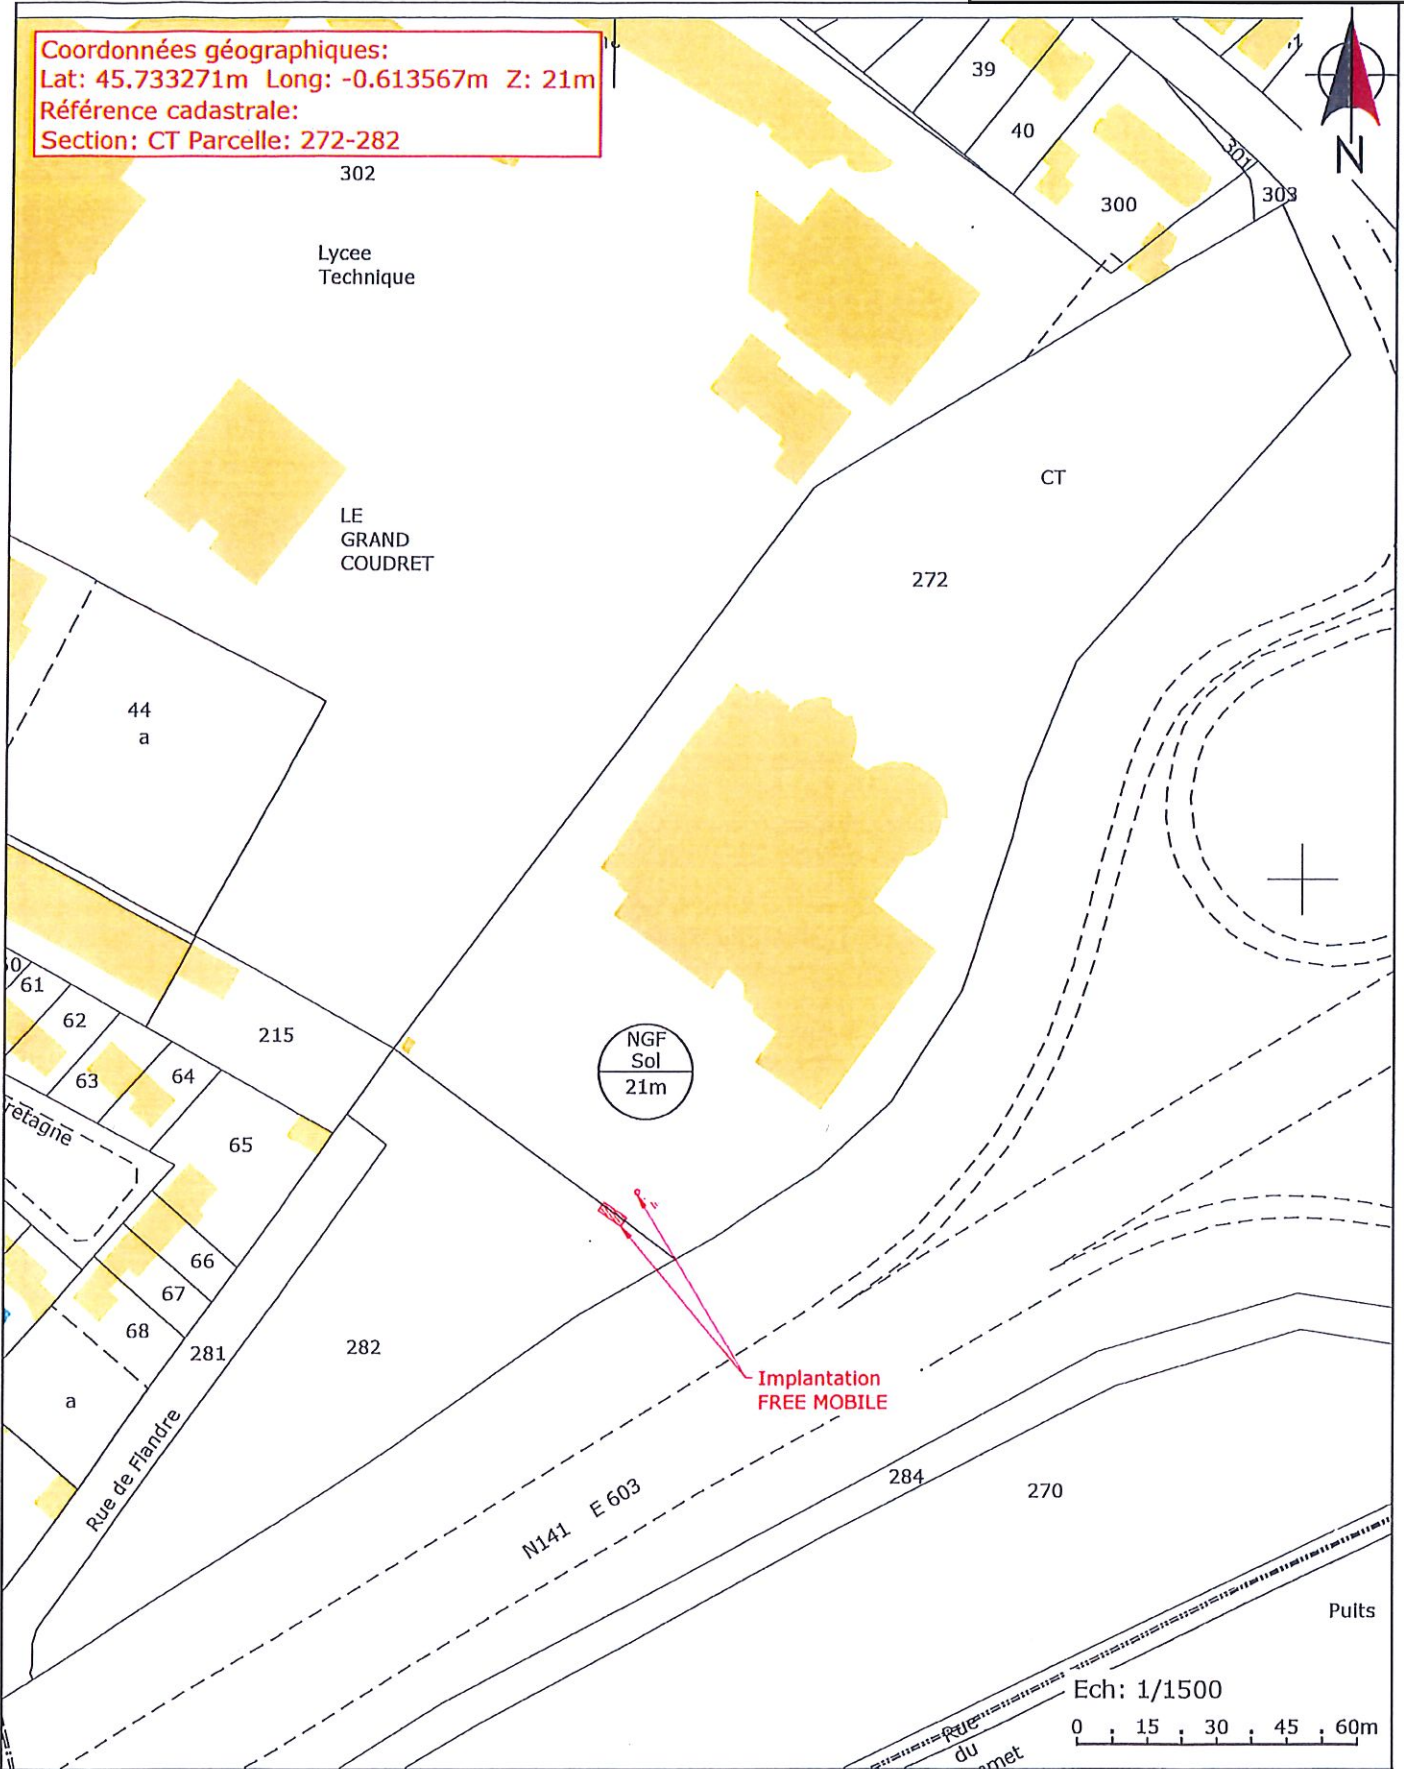 Coordonnées géographiques:
Lat: 45.733271m Long: -0.613567m Z: 21m
Référence cadastrale:
Section: CT Parcelle: 272-282
302
39
40
301
303
300
N
Lycee
Technique
CT
LE
GRAND
COUDRET
272
44
a
61
62
63
64
215
NGF
Sol
21m
65
66
67
68
281
282
a
Rue de Flandre
Implantation
FREE MOBILE
N141 E 603
284
270
Puits
Ech: 1/1500
0 15 30 45 60m
Rue
du